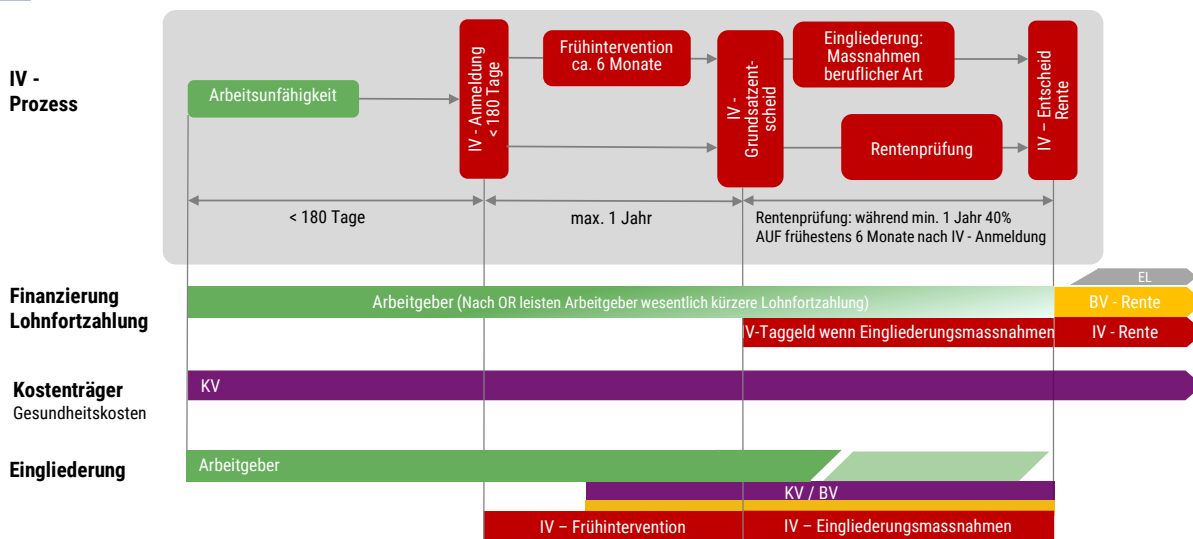 IV -
Prozess
Arbeitsunfähigkeit
IV - Anmeldung
< 180 Tage
Frühintervention
ca. 6 Monate
IV -
Grundsatzent-
scheid
Eingliederung:
Massnahmen
beruflicher Art
Rentenprüfung
IV – Entscheid
Rente
< 180 Tage
max. 1 Jahr
Rentenprüfung: während min. 1 Jahr 40%
AUF frühestens 6 Monate nach IV - Anmeldung
Finanzierung
Lohnfortzahlung
EL
Arbeitgeber (Nach OR leisten Arbeitgeber wesentlich kürzere Lohnfortzahlung)
BV - Rente
IV-Taggeld wenn Eingliederungsmassnahmen
IV - Rente
Kostenträger
Gesundheitskosten
KV
Eingliederung
Arbeitgeber
KV / BV
IV – Frühintervention
IV – Eingliederungsmassnahmen